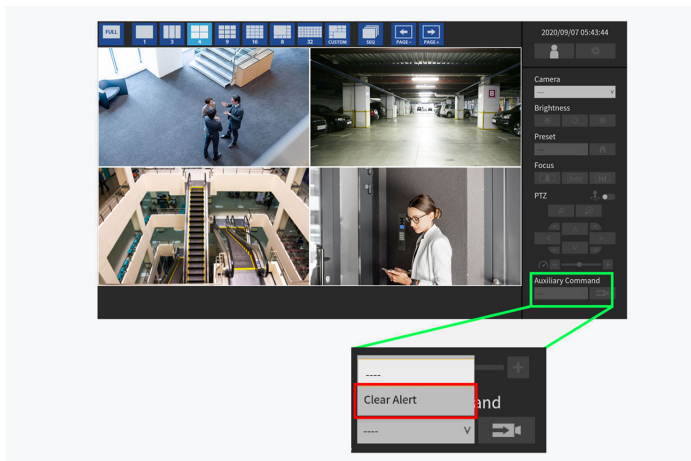 FULL
1
3
4
9
16
8
32
CUSTOM
SEQ
PAGE -
PAGE +
2020/09/07 05:43:44
Camera
---
Brightness
Preset
---
Focus
PTZ
Auxiliary Command
---
----
Clear Alert
and
----
B